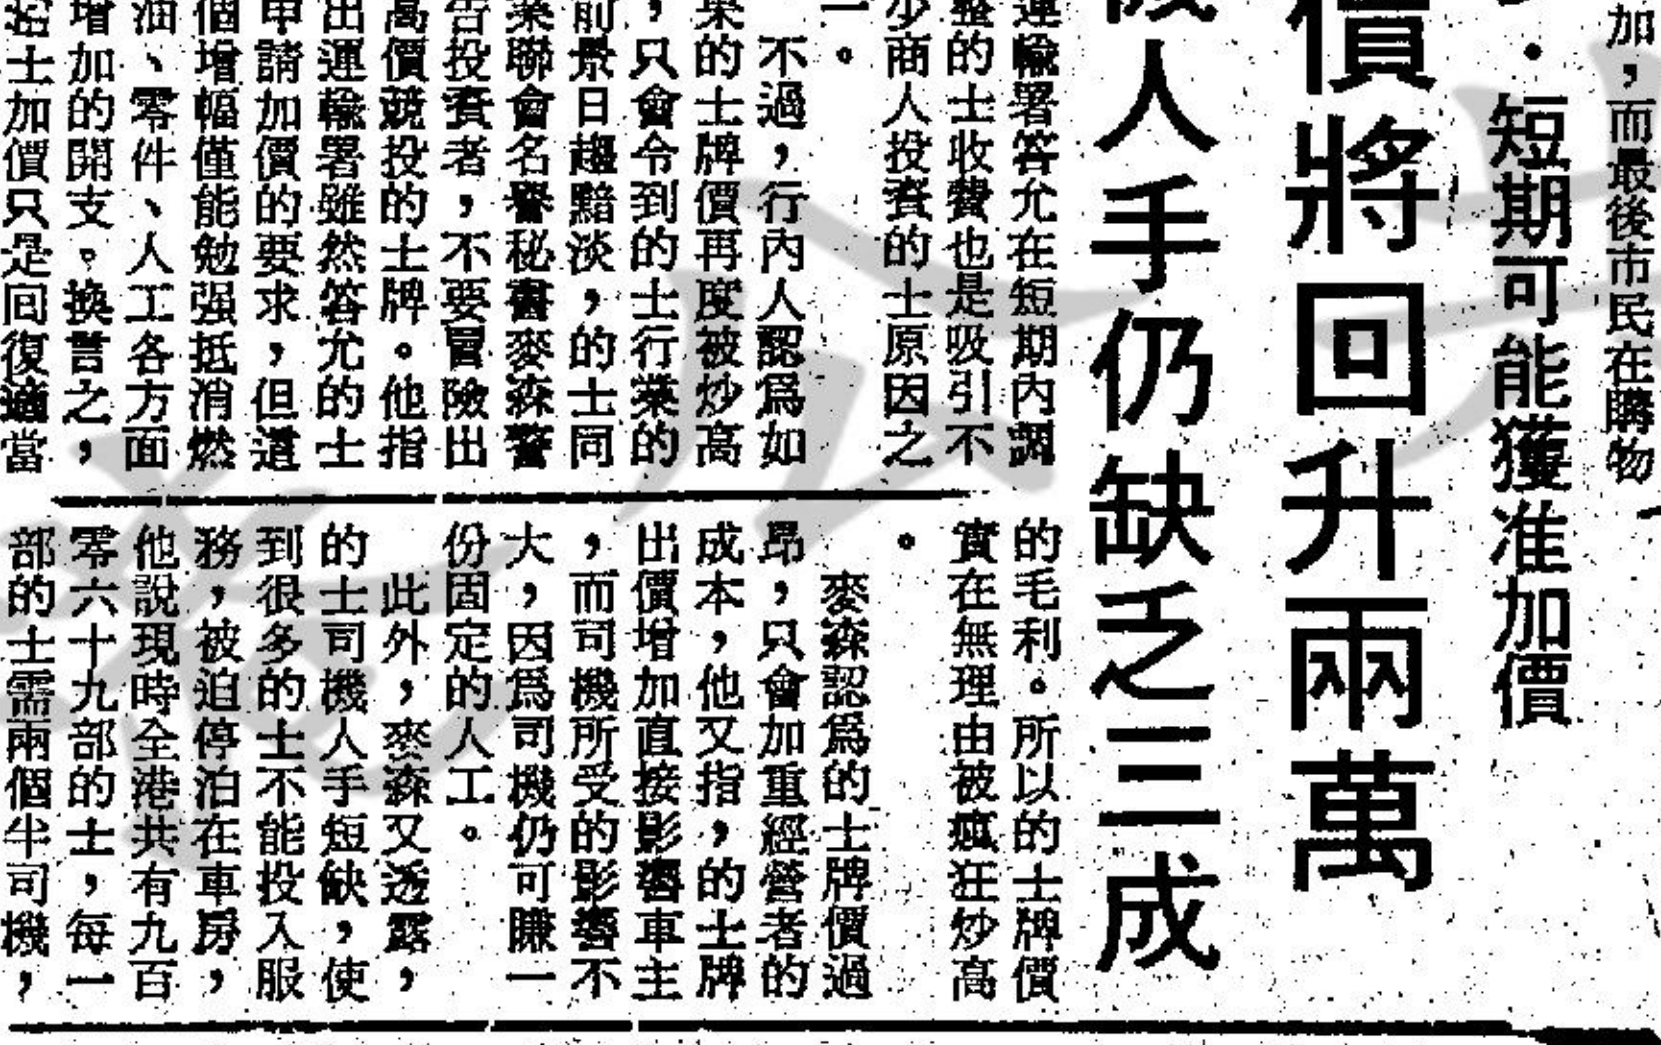 加，而最後市民在購物
．短期可能獲准加價
價將回升兩萬
人手仍缺乏三成
運輸署答允在短期內調
整的士收費也是吸引不
少商人投資的士原因之
一。
不過，行內人認爲如
果的士牌價再度被炒高
，只會令到的士行業的
前景日趨黯淡，的士同
業聯會名譽秘書麥森警
告投資者，不要冒險出
高價競投的士牌。他指
出運輸署雖然答允的士
申請加價的要求，但這
個增幅僅能勉强抵消燃
油、零件、人工各方面
增加的開支。換言之，
士加價只是回復適當
的毛利。所以的士牌價
實在無理由被瘋狂炒高
。
麥森認爲的士牌價過
昂，只會加重經營者的
成本，他又指，的士牌
出價增加直接影響車主
，而司機所受的影響不
大，因爲司機仍可賺一
份固定的人工。
此外，麥森又透露，
的士司機人手短缺，使
到很多的士不能投入服
務，被迫停泊在車房，
他說現時全港共有九百
零六十九部的士，每一
部的士需兩個半司機，